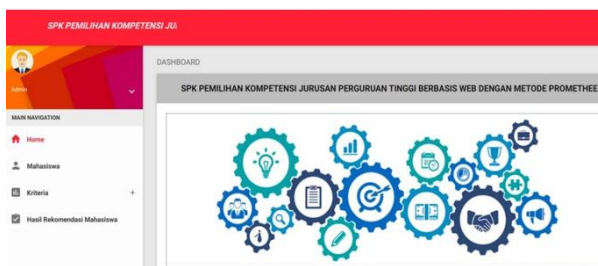 SPK PEMILIHAN KOMPETENSI JU
DASHBOARD
SPK PEMILIHAN KOMPETENSI JURUSAN PERGURUAN TINGGI BERBASIS WEB DENGAN METODE PROMETHEE
Admin
MAIN NAVIGATION
Home
Mahasiswa
Kriteria +
Hasil Rekomendasi Mahasiswa